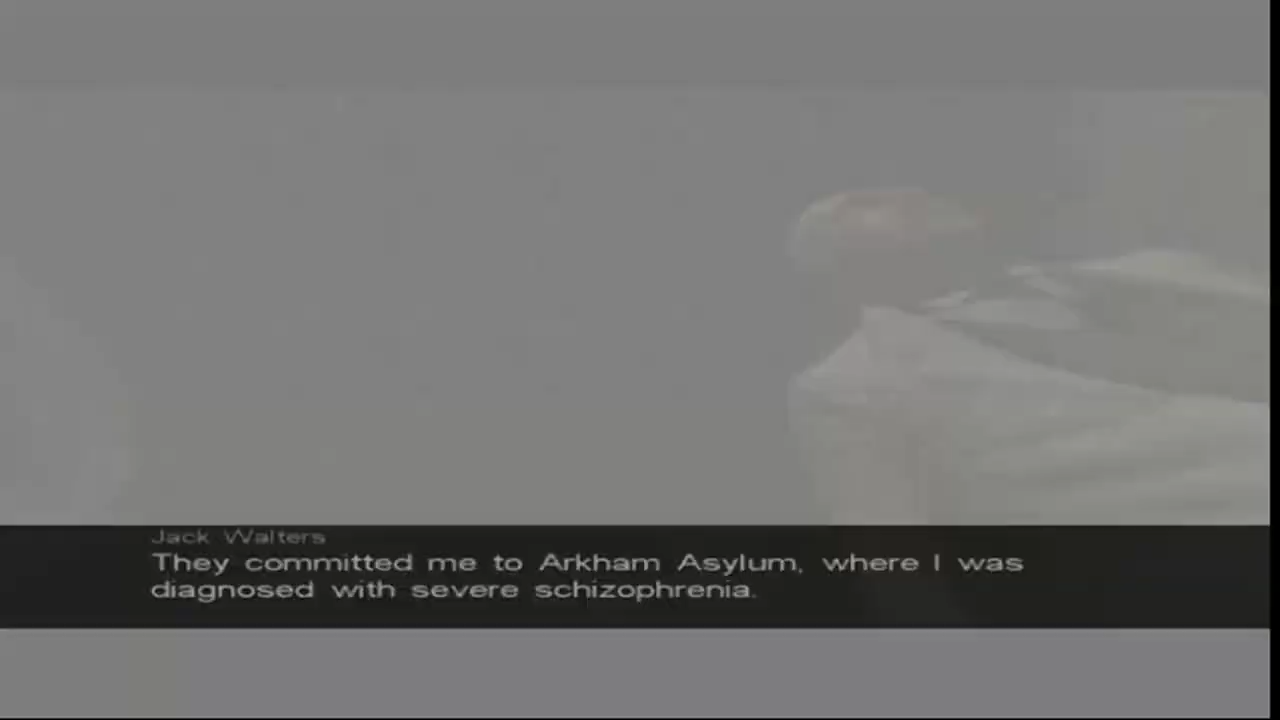 Jack Walters
They committed me to Arkham Asylum, where I was
diagnosed with severe schizophrenia.